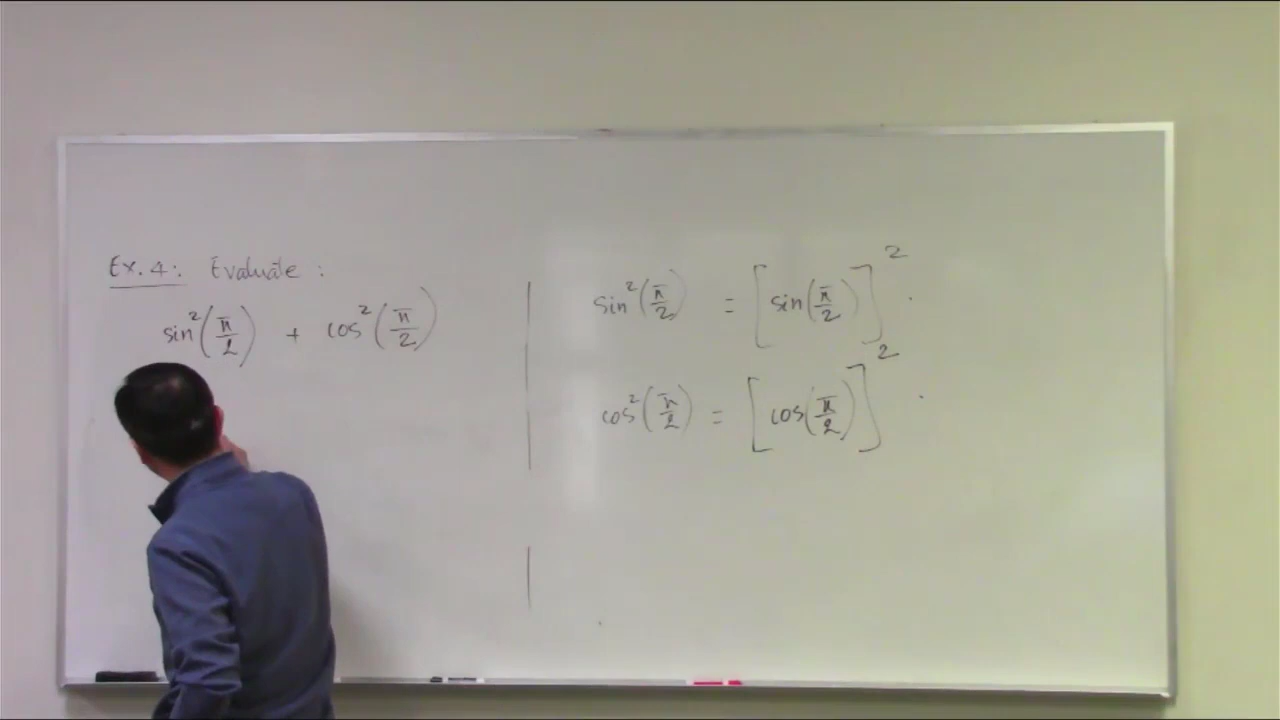 Ex. 4: Evaluate :
sin²(π/2) + cos²(π/2)
sin²(π/2) = [sin(π/2)]².
cos²(π/2) = [cos(π/2)]².